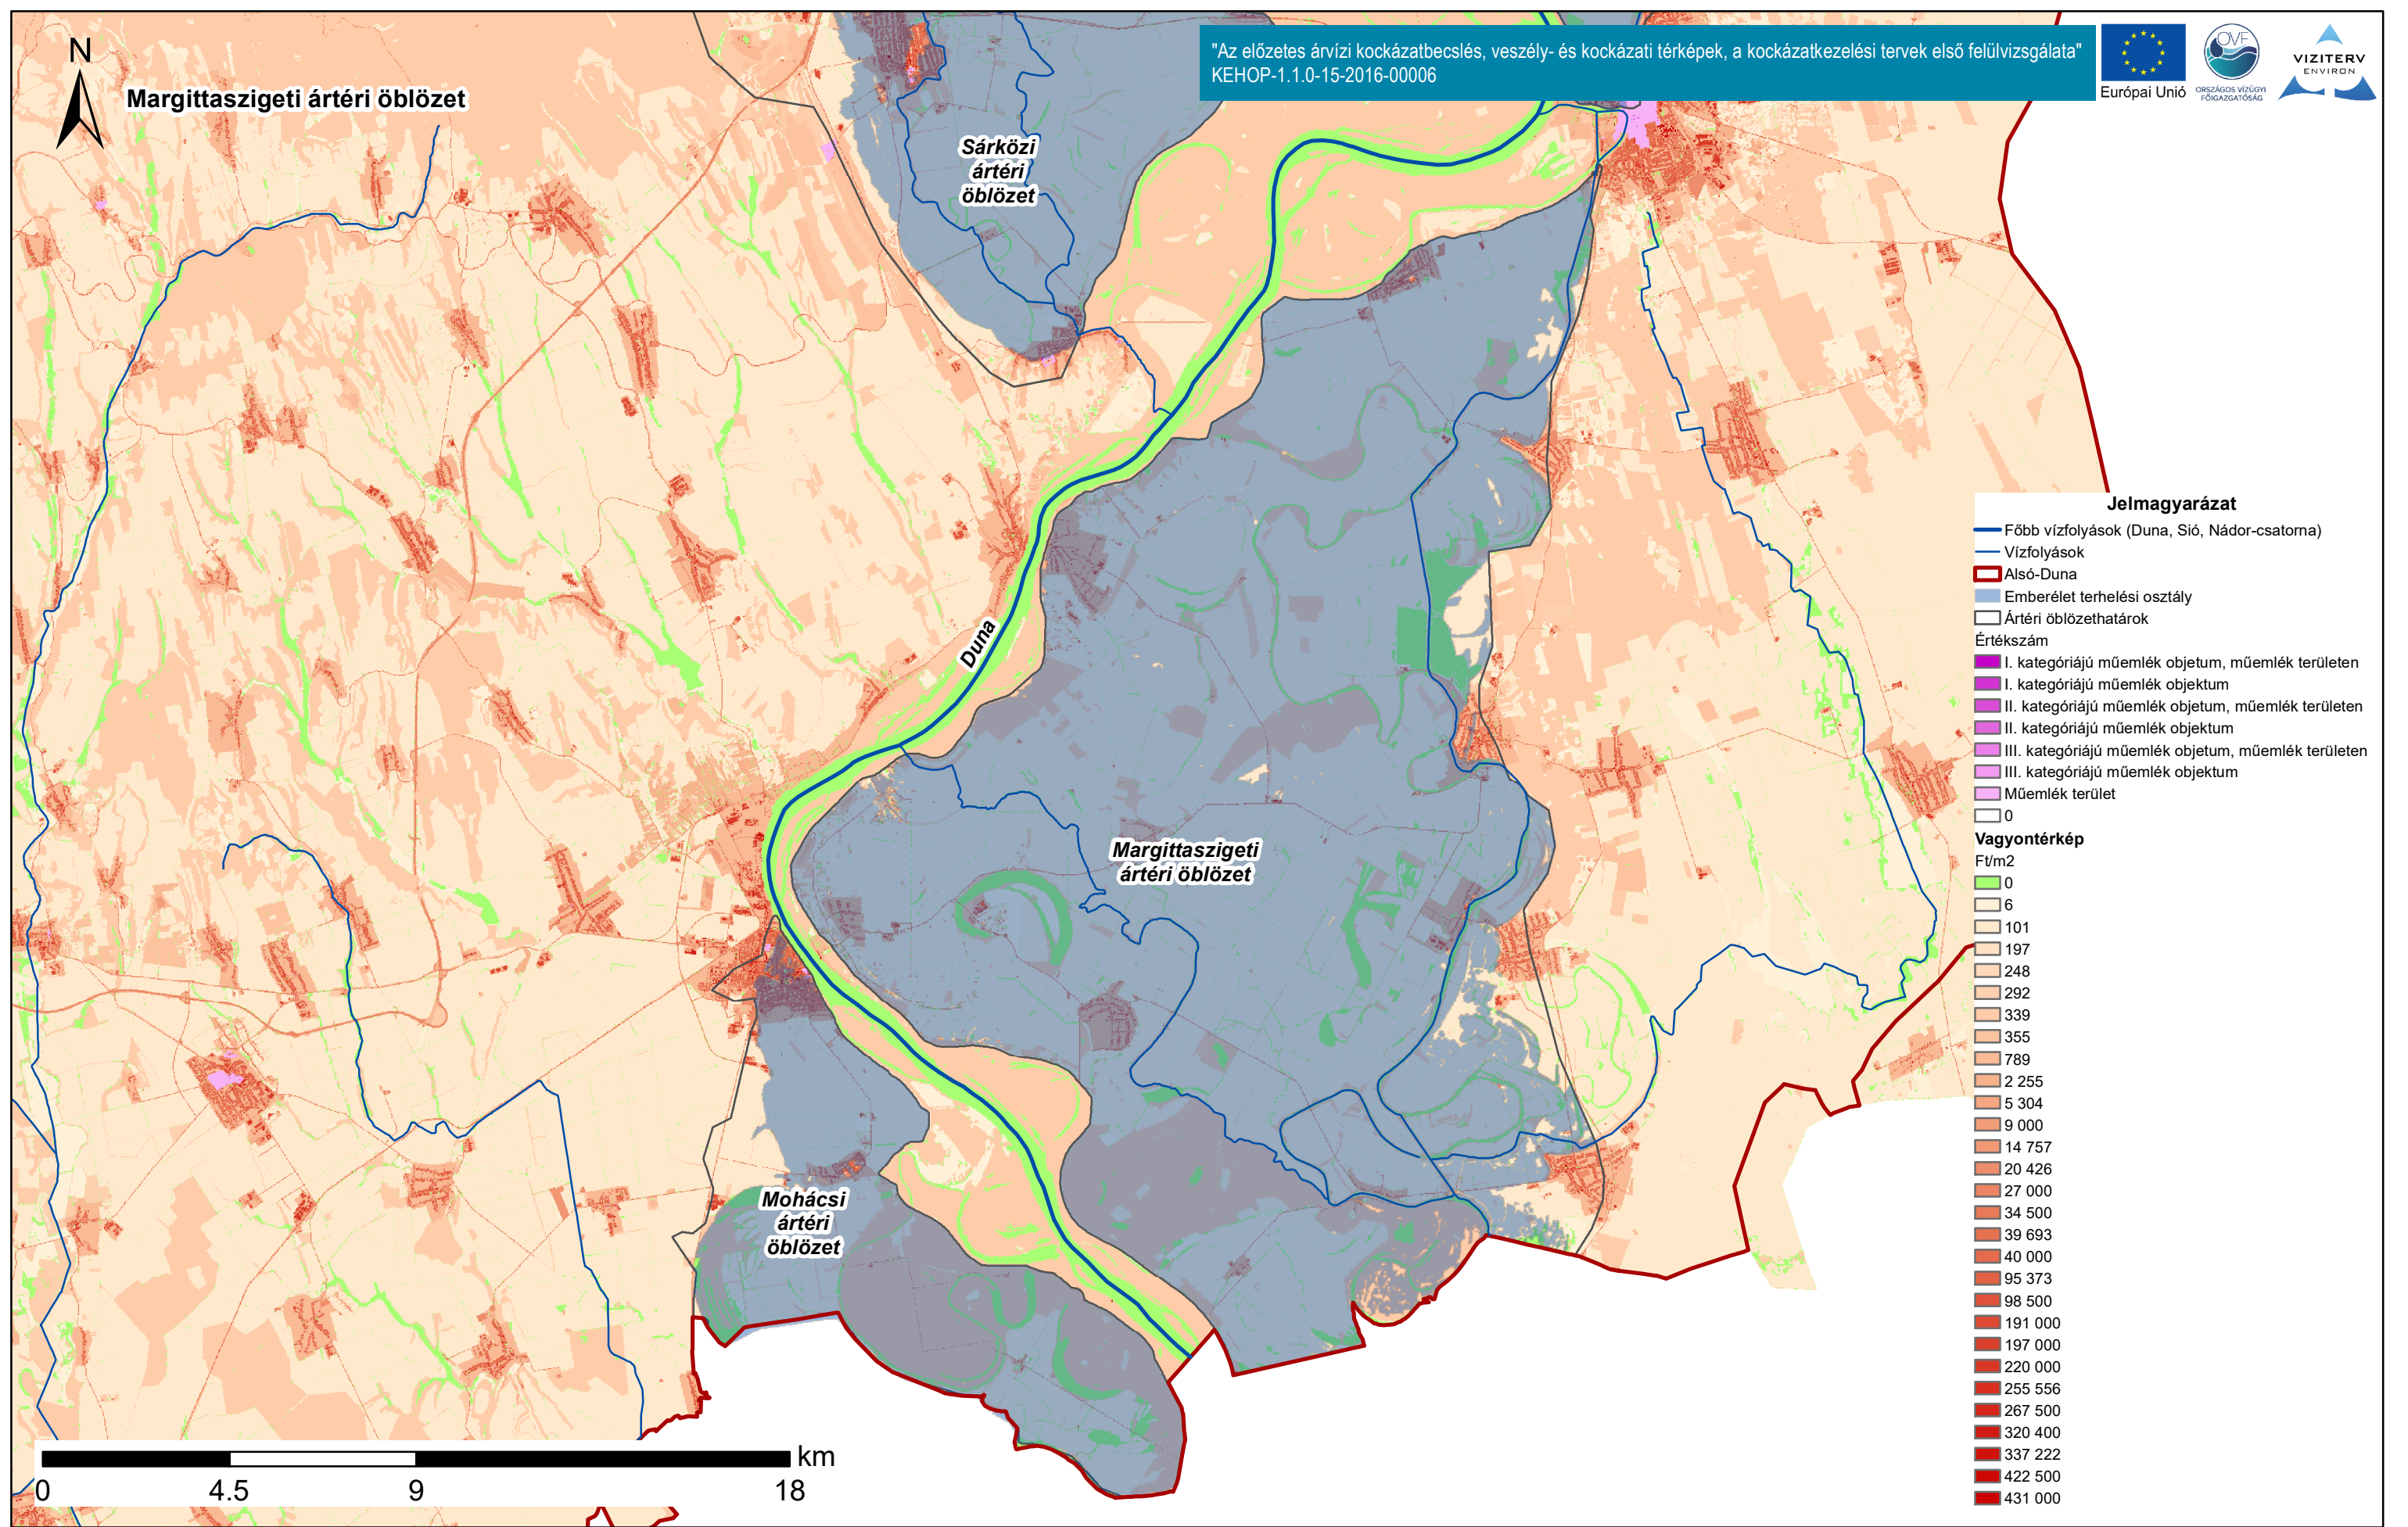 N
Margittaszigeti ártéri öblözet
"Az előzetes árvízi kockázatbecslés, veszély- és kockázati térképek, a kockázatkezelési tervek első felülvizsgálata"
KEHOP-1.1.0-15-2016-00006
Európai Unió
OVF
ORSZÁGOS VÍZÜGYI
FŐIGAZGATÓSÁG
VIZITERV
ENVIRON
Sárközi
ártéri
öblözet
Duna
Margittaszigeti
ártéri öblözet
Mohácsi
ártéri
öblözet
Jelmagyarázat
Főbb vízfolyások (Duna, Sió, Nádor-csatorna)
Vízfolyások
Alsó-Duna
Emberélet terhelési osztály
Ártéri öblözethatárok
Értékszám
I. kategóriájú műemlék objetum, műemlék területen
I. kategóriájú műemlék objektum
II. kategóriájú műemlék objetum, műemlék területen
II. kategóriájú műemlék objektum
III. kategóriájú műemlék objetum, műemlék területen
III. kategóriájú műemlék objektum
Műemlék terület
0
Vagyontérkép
Ft/m2
0
6
101
197
248
292
339
355
789
2 255
5 304
9 000
14 757
20 426
27 000
34 500
39 693
40 000
95 373
98 500
191 000
197 000
220 000
255 556
267 500
320 400
337 222
422 500
431 000
km
0 4.5 9 18